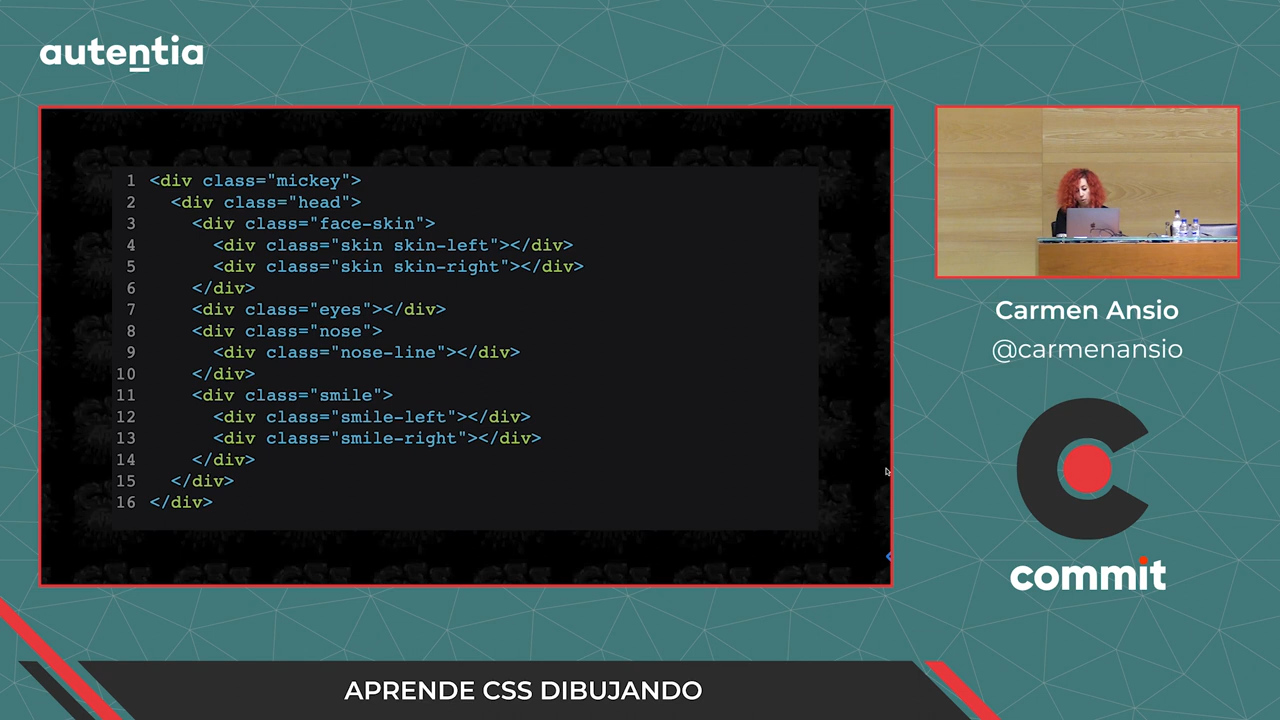 autentia
1 <div class="mickey">
2   <div class="head">
3     <div class="face-skin">
4       <div class="skin skin-left"></div>
5       <div class="skin skin-right"></div>
6     </div>
7     <div class="eyes"></div>
8     <div class="nose">
9       <div class="nose-line"></div>
10     </div>
11     <div class="smile">
12       <div class="smile-left"></div>
13       <div class="smile-right"></div>
14     </div>
15   </div>
16 </div>
Carmen Ansio
@carmenansio
commit
APRENDE CSS DIBUJANDO